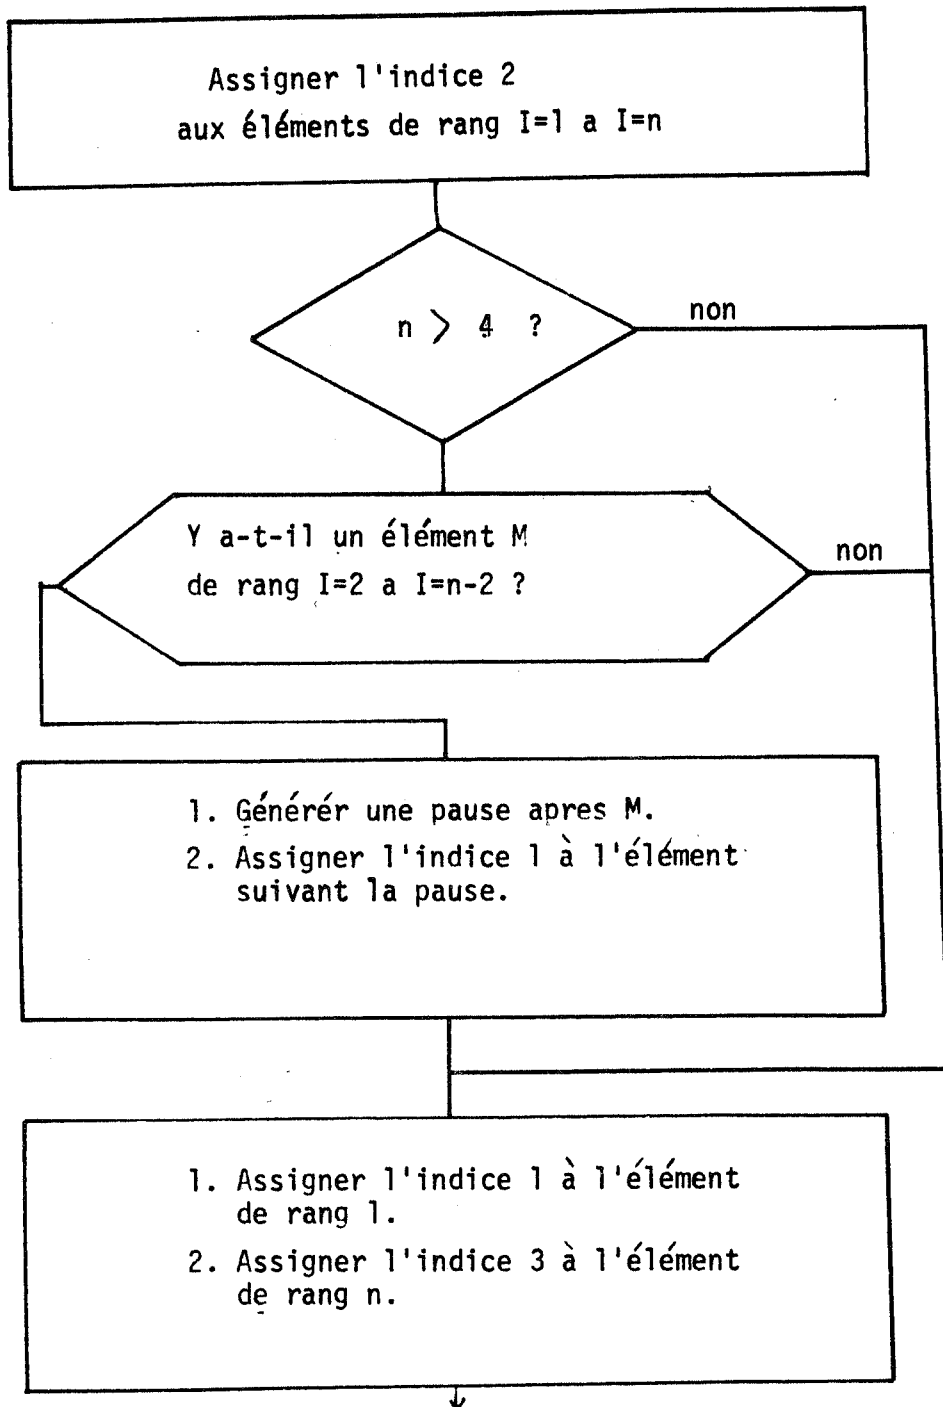 Assigner l'indice 2
aux éléments de rang I=1 a I=n
n > 4 ?
non
Y a-t-il un élément M
de rang I=2 a I=n-2 ?
non
1. Générér une pause apres M.
2. Assigner l'indice 1 à l'élément
suivant la pause.
1. Assigner l'indice 1 à l'élément
de rang 1.
2. Assigner l'indice 3 à l'élément
de rang n.